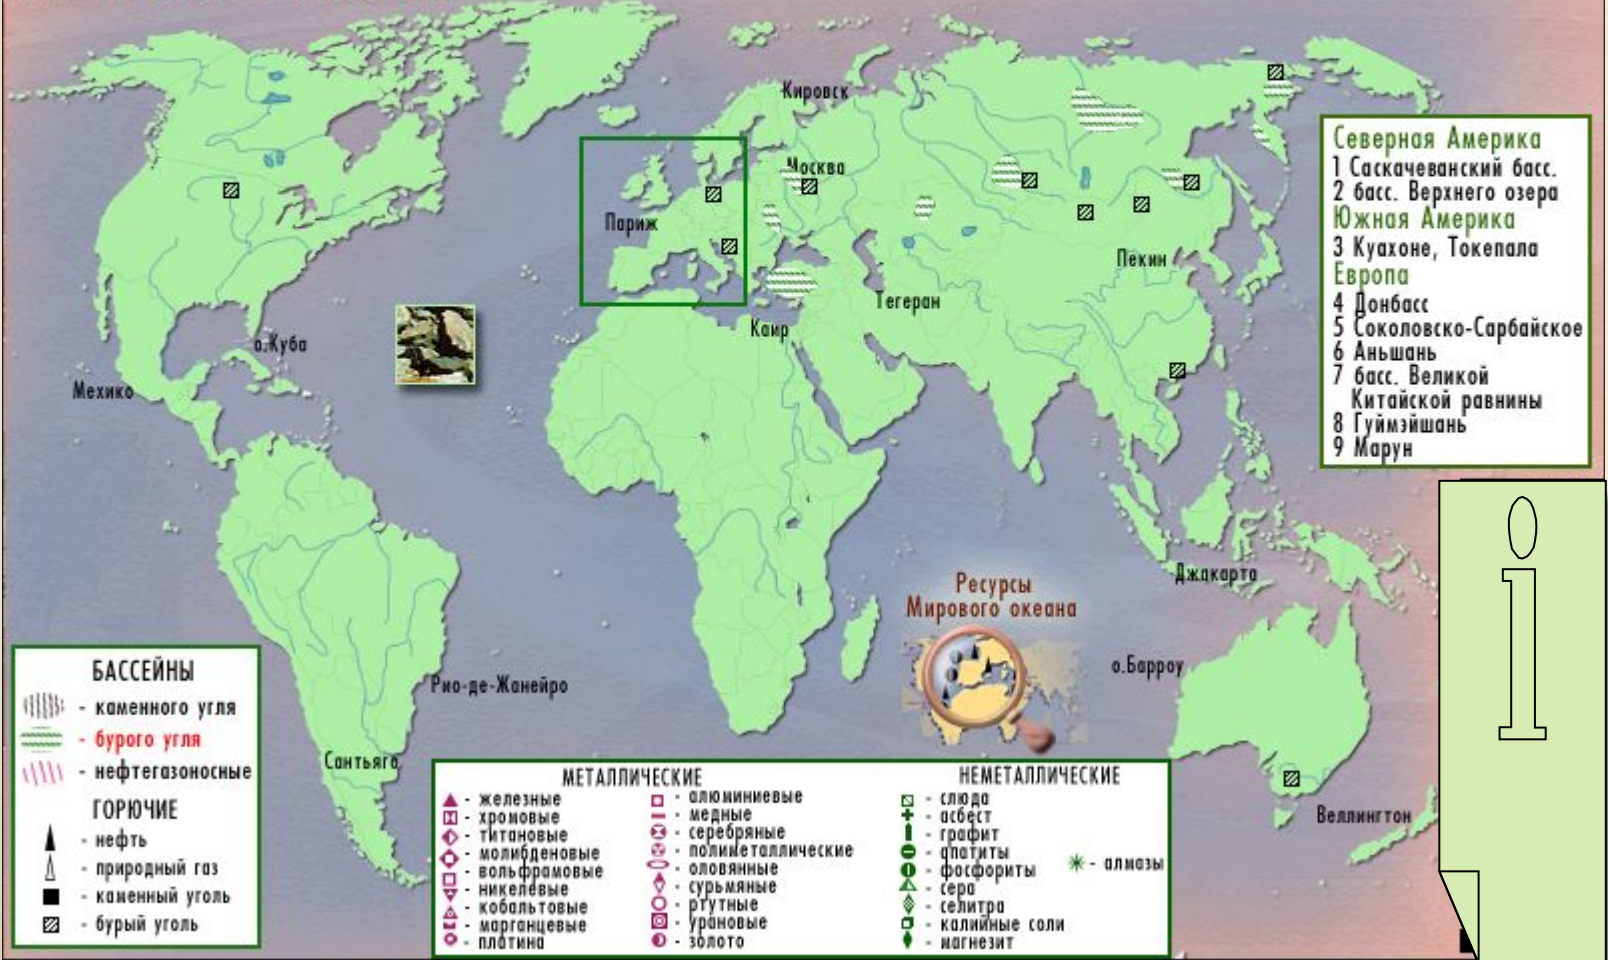 Кировск
Москва
Париж
Пекин
Тегеран
Каир
о.Куба
Мехико
Джакарта
о.Барроу
Рио-де-Жанейро
Сантьяго
Веллингтон
Ресурсы
Мирового океана
Северная Америка
1 Саскачеванский басс.
2 басс. Верхнего озера
Южная Америка
3 Куахоне, Токепала
Европа
4 Донбасс
5 Соколовско-Сарбайское
6 Аньшань
7 басс. Великой
Китайской равнины
8 Гуймэйшань
9 Марун
i
БАССЕЙНЫ
- каменного угля
- бурого угля
- нефтегазоносные
ГОРЮЧИЕ
- нефть
- природный газ
- каменный уголь
- бурый уголь
МЕТАЛЛИЧЕСКИЕ
- железные
- хромовые
- титановые
- молибденовые
- вольфрамовые
- никелевые
- кобальтовые
- марганцевые
- платина
- алюминиевые
- медные
- серебряные
- полиметаллические
- оловянные
- сурьмяные
- ртутные
- урановые
- золото
НЕМЕТАЛЛИЧЕСКИЕ
- слюда
- асбест
- графит
- апатиты
- фосфориты
- сера
- селитра
- калийные соли
- магнезит
- алмазы